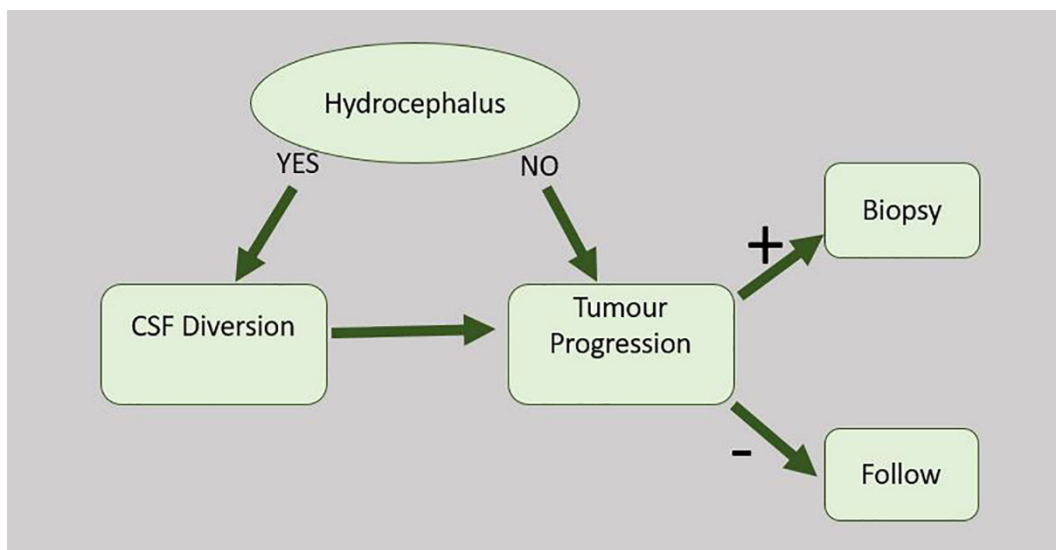 Hydrocephalus
YES
NO
CSF Diversion
Tumour
Progression
+
Biopsy
-
Follow